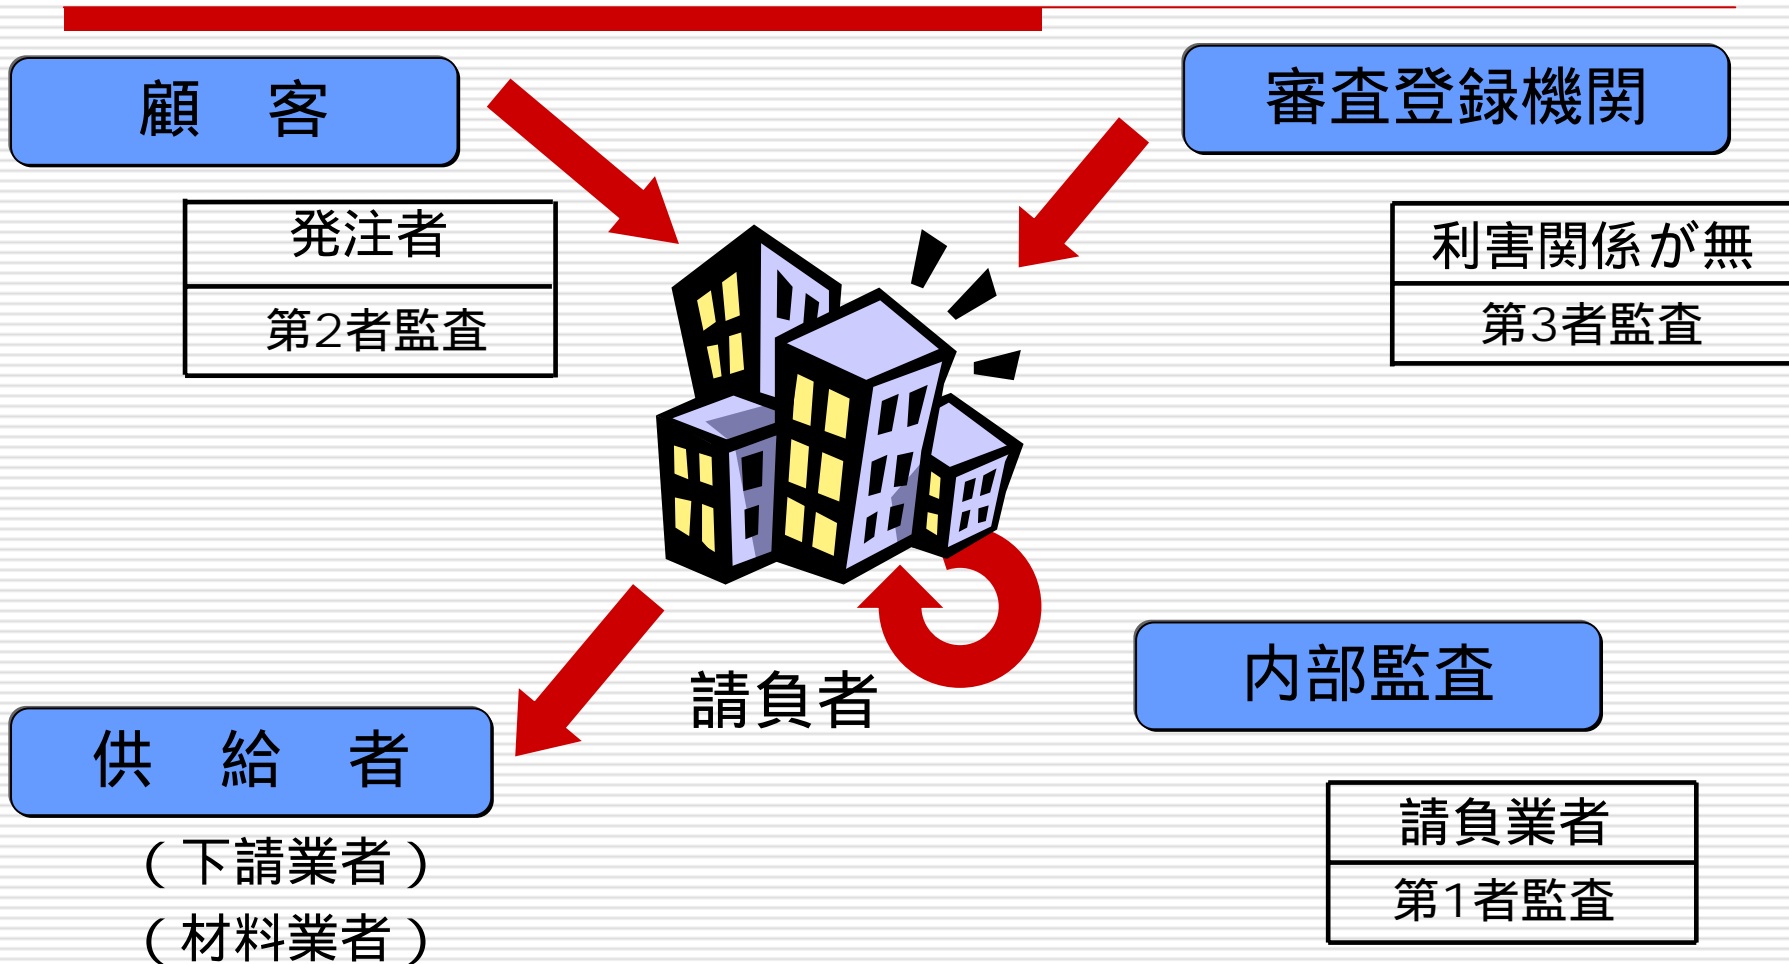 顧　客
審査登録機関
発注者
第2者監査
利害関係が無
第3者監査
請負者
内部監査
供　給　者
（下請業者）
（材料業者）
請負業者
第1者監査